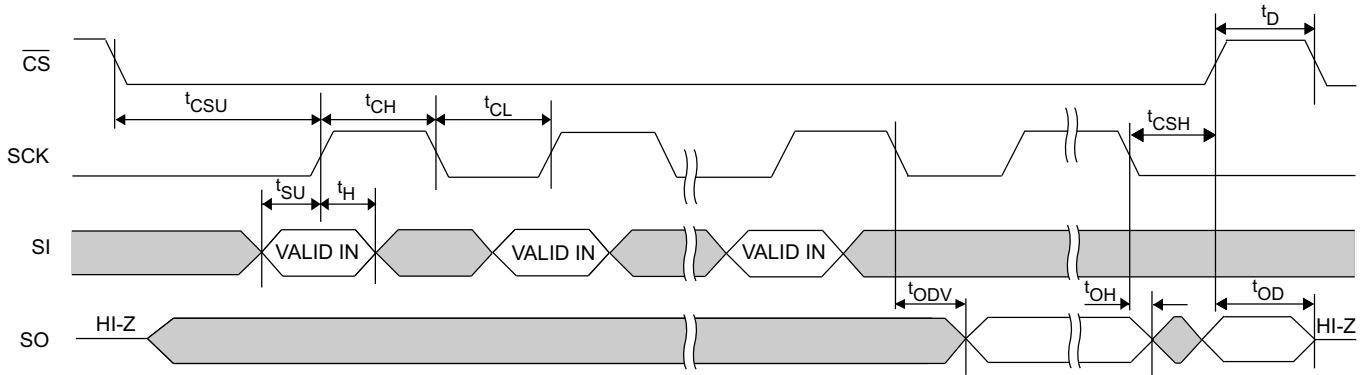 tD
CS
tCSU
tCH
tCL
tCSH
SCK
tSU
tH
SI
VALID IN
VALID IN
VALID IN
tODV
tOH
tOD
HI-Z
HI-Z
SO